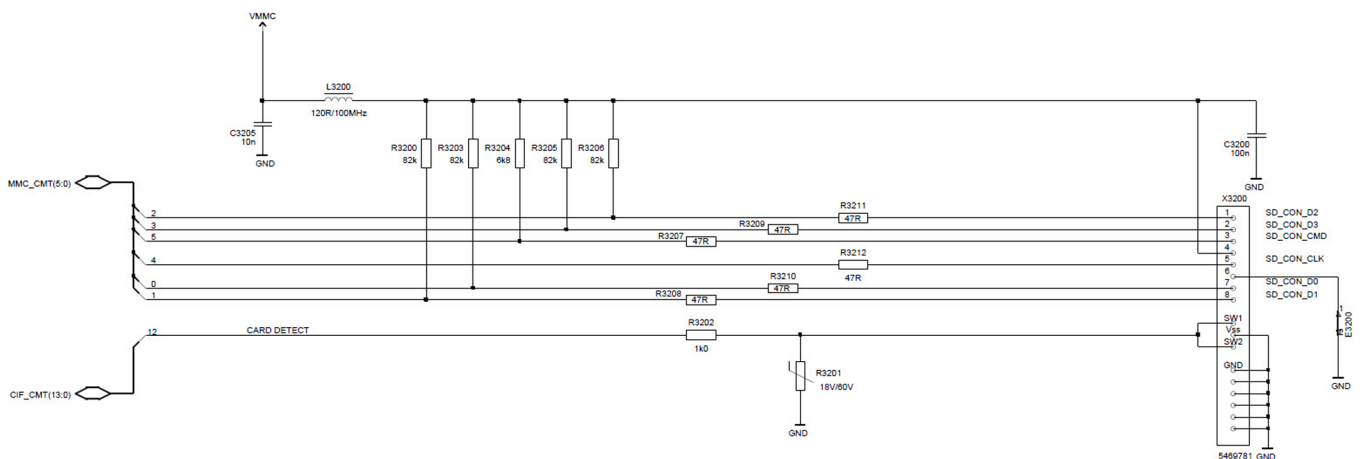 VMMC
L3200
120R/100MHz
C3205
10n
GND
R3200
82k
R3203
82k
R3204
6k8
R3205
82k
R3206
82k
C3200
100n
GND
MMC_CMT(5:0)
X3200
2
R3211
47R
1
SD_CON_D2
3
R3209
47R
2
SD_CON_D3
5
R3207
47R
3
SD_CON_CMD
4
4
R3212
47R
5
SD_CON_CLK
6
0
R3210
47R
7
SD_CON_D0
1
R3208
47R
8
SD_CON_D1
E3200
GND
12
CARD DETECT
R3202
1k0
SW1
Vss
SW2
R3201
18V/60V
GND
GND
CIF_CMT(13:0)
5469781
GND